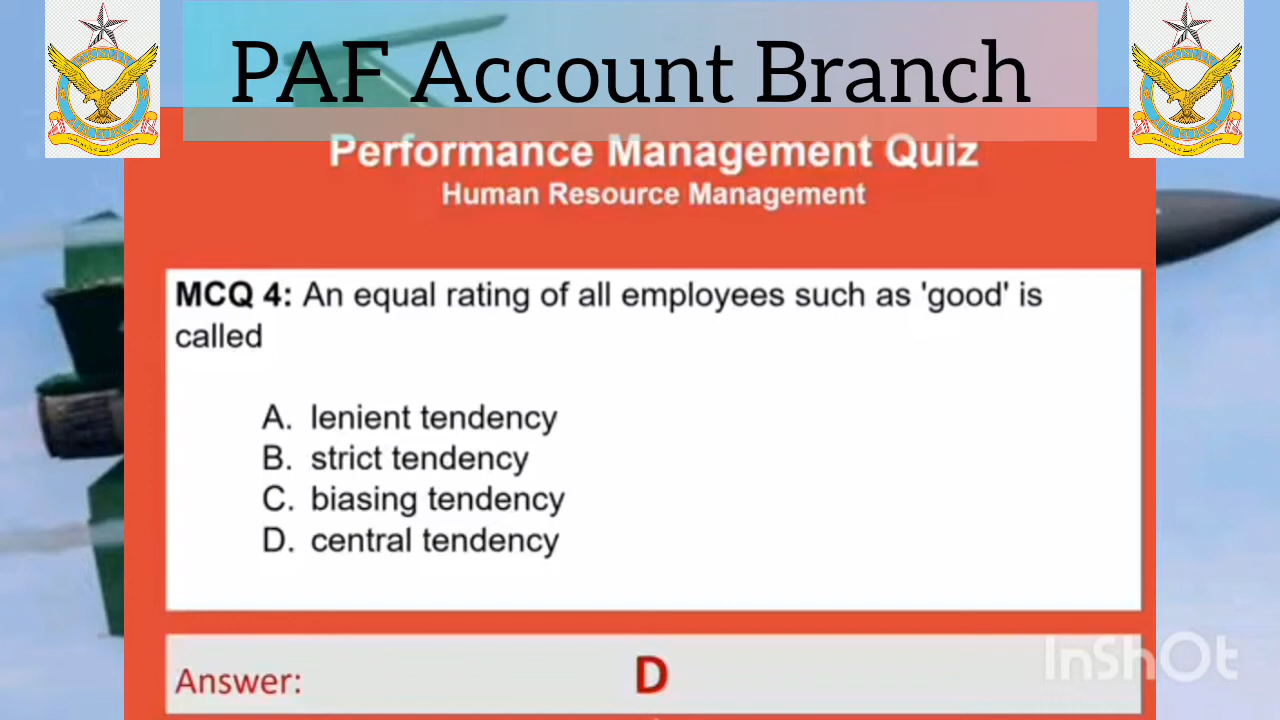 PAF Account Branch
Performance Management Quiz
Human Resource Management
MCQ 4: An equal rating of all employees such as 'good' is
called
A. lenient tendency
B. strict tendency
C. biasing tendency
D. central tendency
Answer: D
InShOt